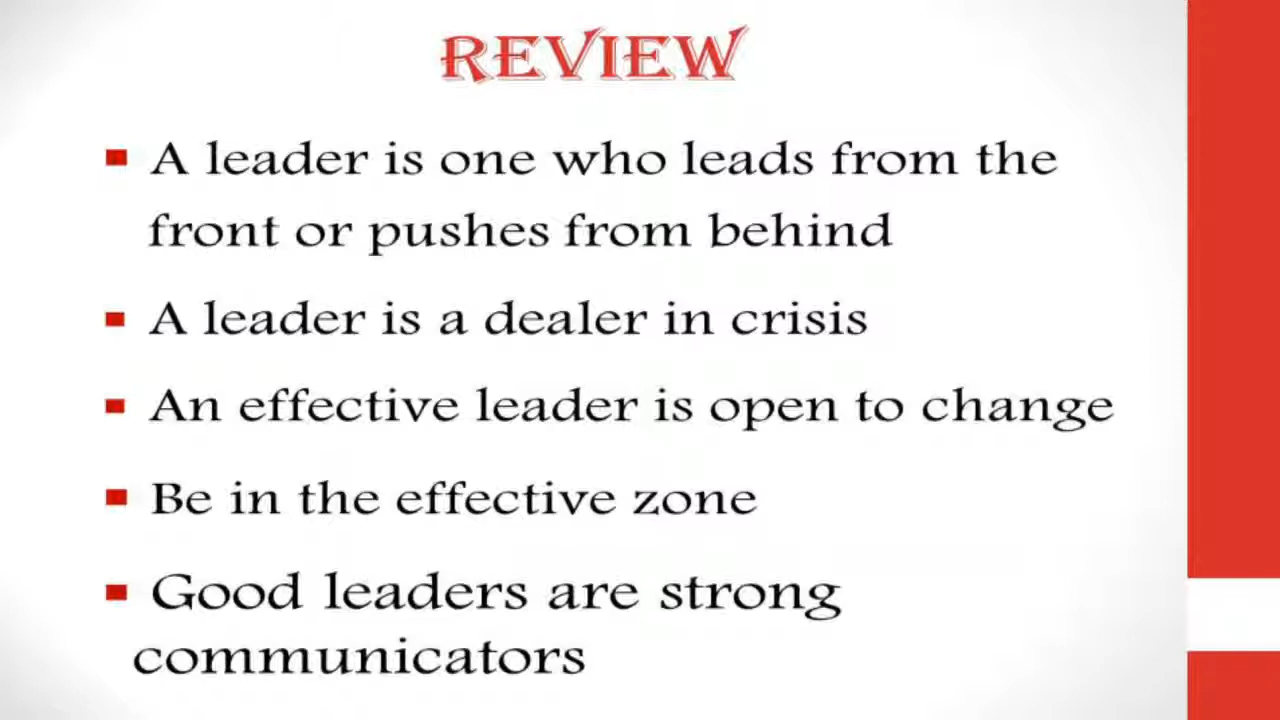 REVIEW
A leader is one who leads from the
front or pushes from behind
A leader is a dealer in crisis
An effective leader is open to change
Be in the effective zone
Good leaders are strong
communicators